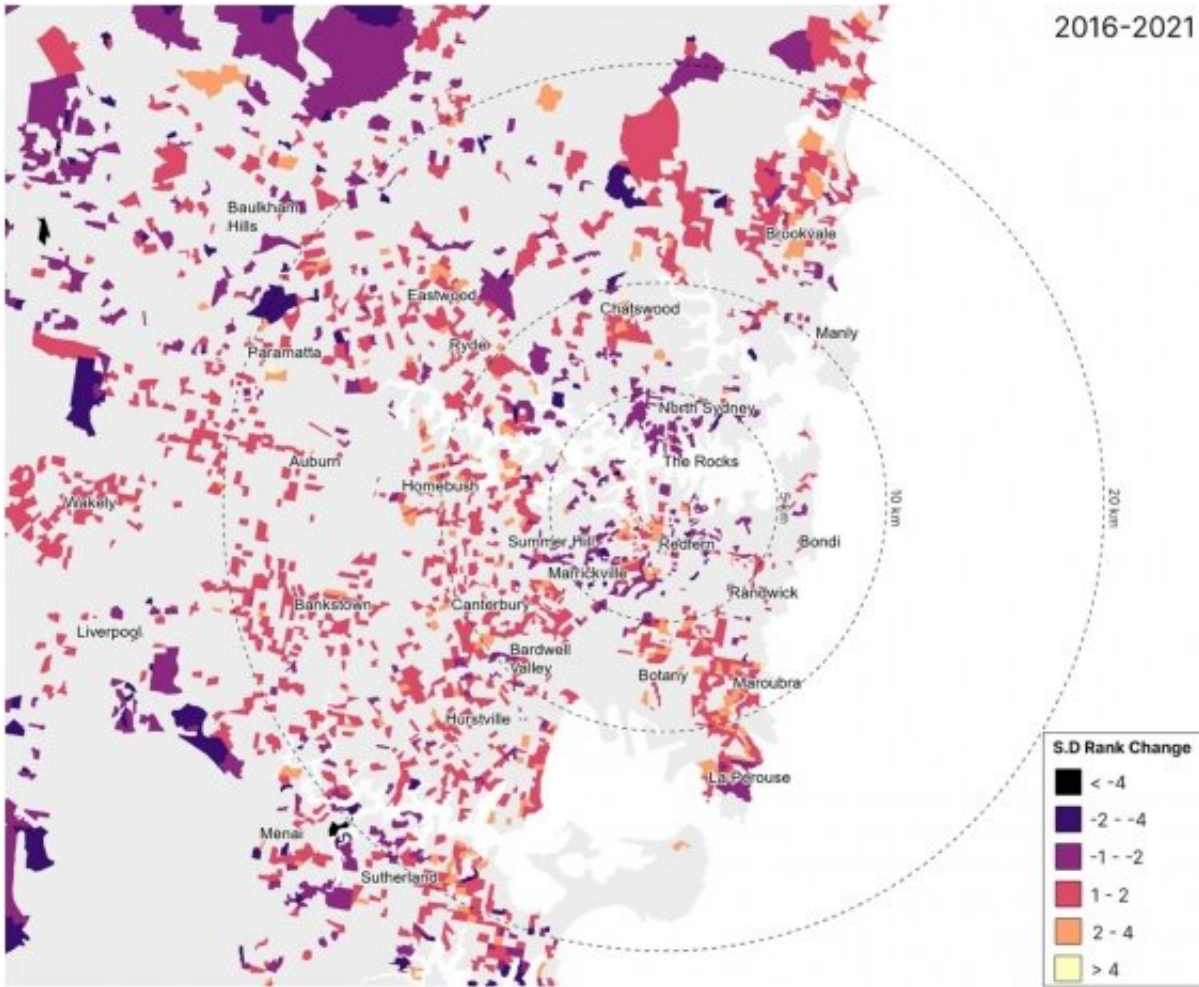 2016-2021
Baulkham
Hills
Brookvale
Eastwood
Chatswood
Manly
Ryde
Paramatta
North Sydney
The Rocks
Auburn
Homebush
Wakely
5 km
10 km
20 km
Summer Hill
Redfern
Bondi
Marrickville
Randwick
Bankstown
Canterbury
Liverpool
Bardwell
Valley
Botany
Maroubra
Hurstville
La Perouse
Menai
Sutherland
S.D Rank Change
< -4
-2 - -4
-1 - -2
1 - 2
2 - 4
> 4